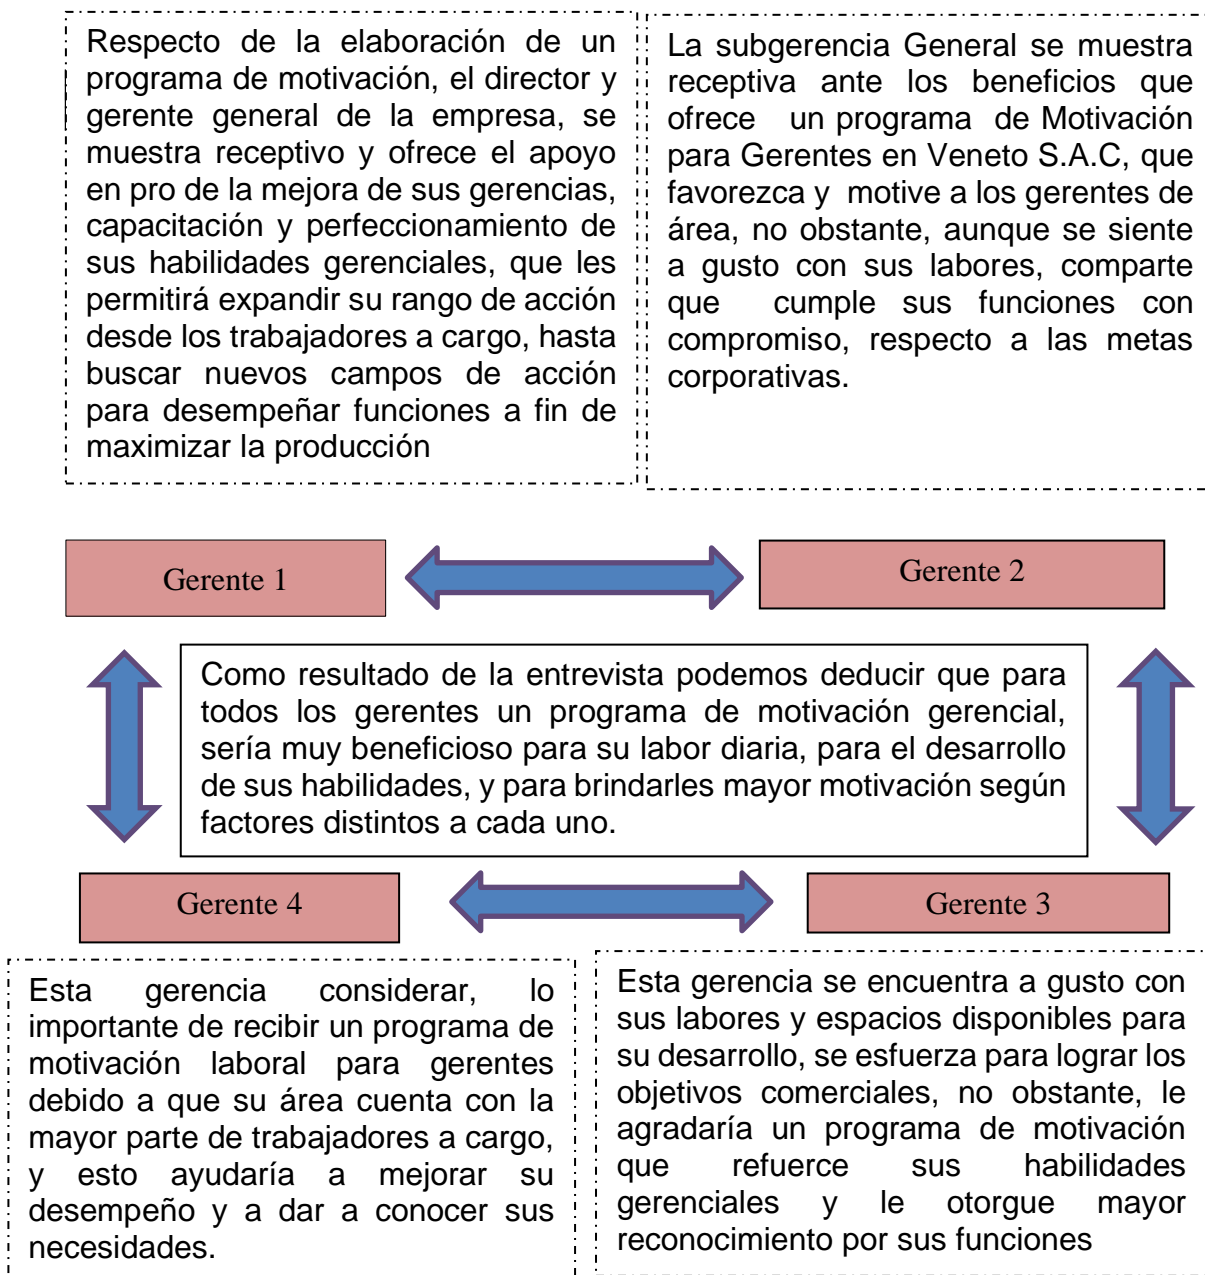 Respecto de la elaboración de un
programa de motivación, el director y
gerente general de la empresa, se
muestra receptivo y ofrece el apoyo
en pro de la mejora de sus gerencias,
capacitación y perfeccionamiento de
sus habilidades gerenciales, que les
permitirá expandir su rango de acción
desde los trabajadores a cargo, hasta
buscar nuevos campos de acción
para desempeñar funciones a fin de
maximizar la producción
La subgerencia General se muestra
receptiva ante los beneficios que
ofrece un programa de Motivación
para Gerentes en Veneto S.A.C, que
favorezca y motive a los gerentes de
área, no obstante, aunque se siente
a gusto con sus labores, comparte
que cumple sus funciones con
compromiso, respecto a las metas
corporativas.
Gerente 1
Gerente 2
Como resultado de la entrevista podemos deducir que para
todos los gerentes un programa de motivación gerencial,
sería muy beneficioso para su labor diaria, para el desarrollo
de sus habilidades, y para brindarles mayor motivación según
factores distintos a cada uno.
Gerente 4
Gerente 3
Esta gerencia considerar, lo
importante de recibir un programa de
motivación laboral para gerentes
debido a que su área cuenta con la
mayor parte de trabajadores a cargo,
y esto ayudaría a mejorar su
desempeño y a dar a conocer sus
necesidades.
Esta gerencia se encuentra a gusto con
sus labores y espacios disponibles para
su desarrollo, se esfuerza para lograr los
objetivos comerciales, no obstante, le
agradaría un programa de motivación
que refuerce sus habilidades
gerenciales y le otorgue mayor
reconocimiento por sus funciones